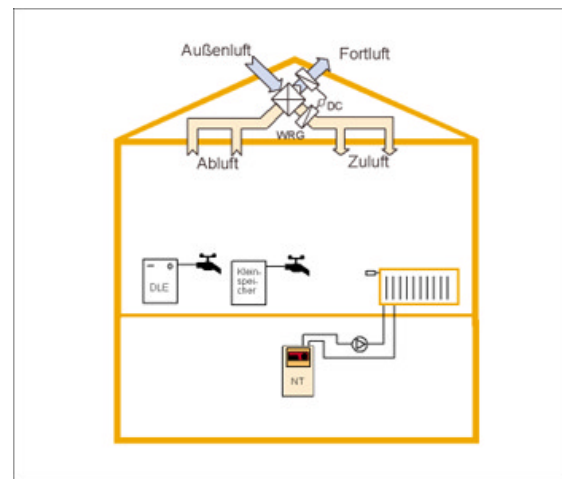 Außenluft
Fortluft
DC
WRG
Abluft
Zuluft
DLE
Klein-
spei-
cher
NT